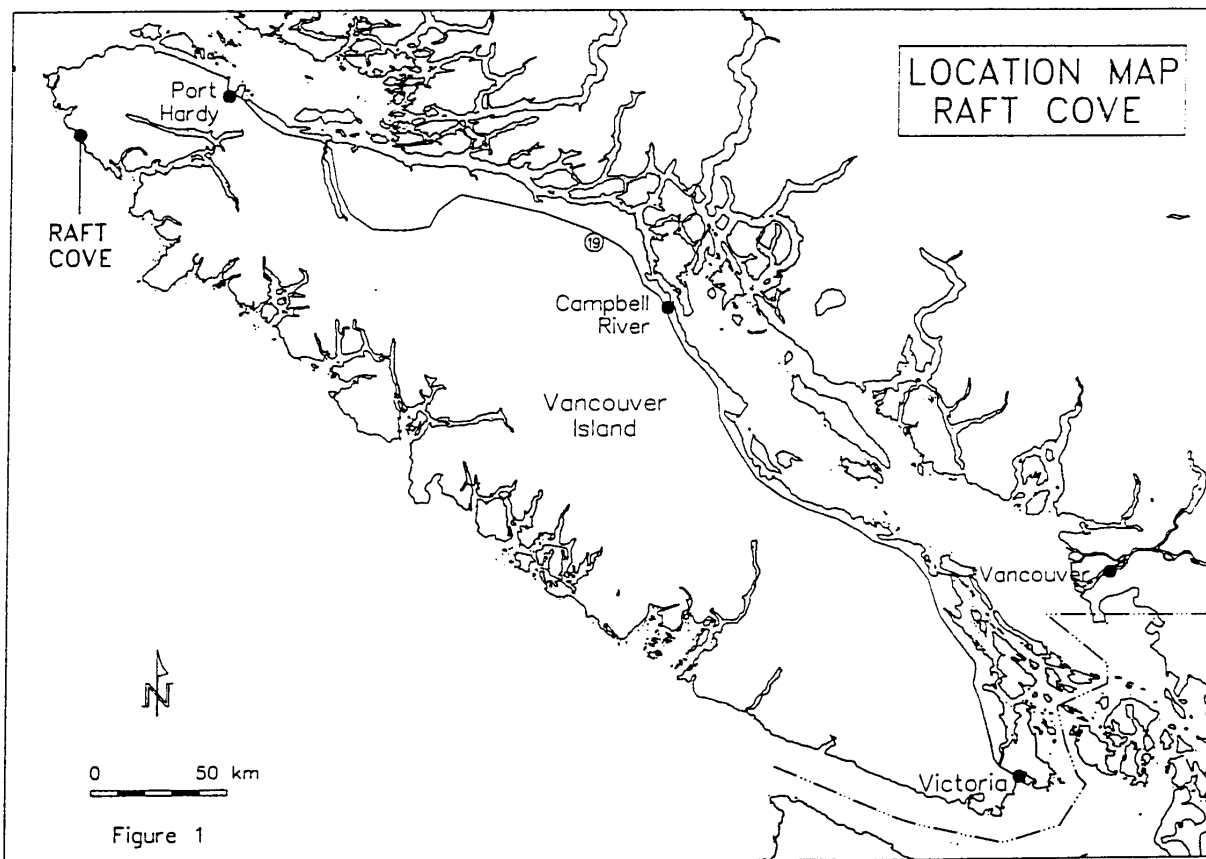 LOCATION MAP
RAFT COVE
Port
Hardy
RAFT
COVE
19
Campbell
River
Vancouver
Island
Vancouver
N
0 50 km
Victoria
Figure 1